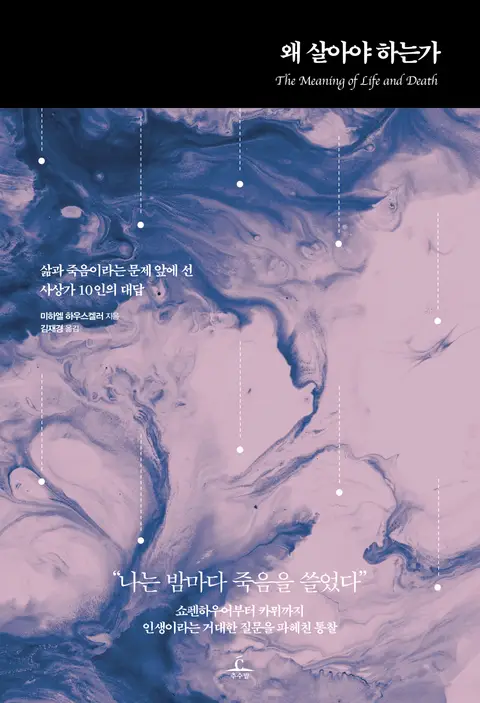 왜 살아야 하는가
The Meaning of Life and Death
삶과 죽음이라는 문제 앞에 선
사상가 10인의 대답
미하엘 하우스켈러 지음
김재경 옮김
“나는 밤마다 죽음을 쓸었다”
쇼펜하우어부터 카뮈까지
인생이라는 거대한 질문을 파헤친 통찰
추수밭